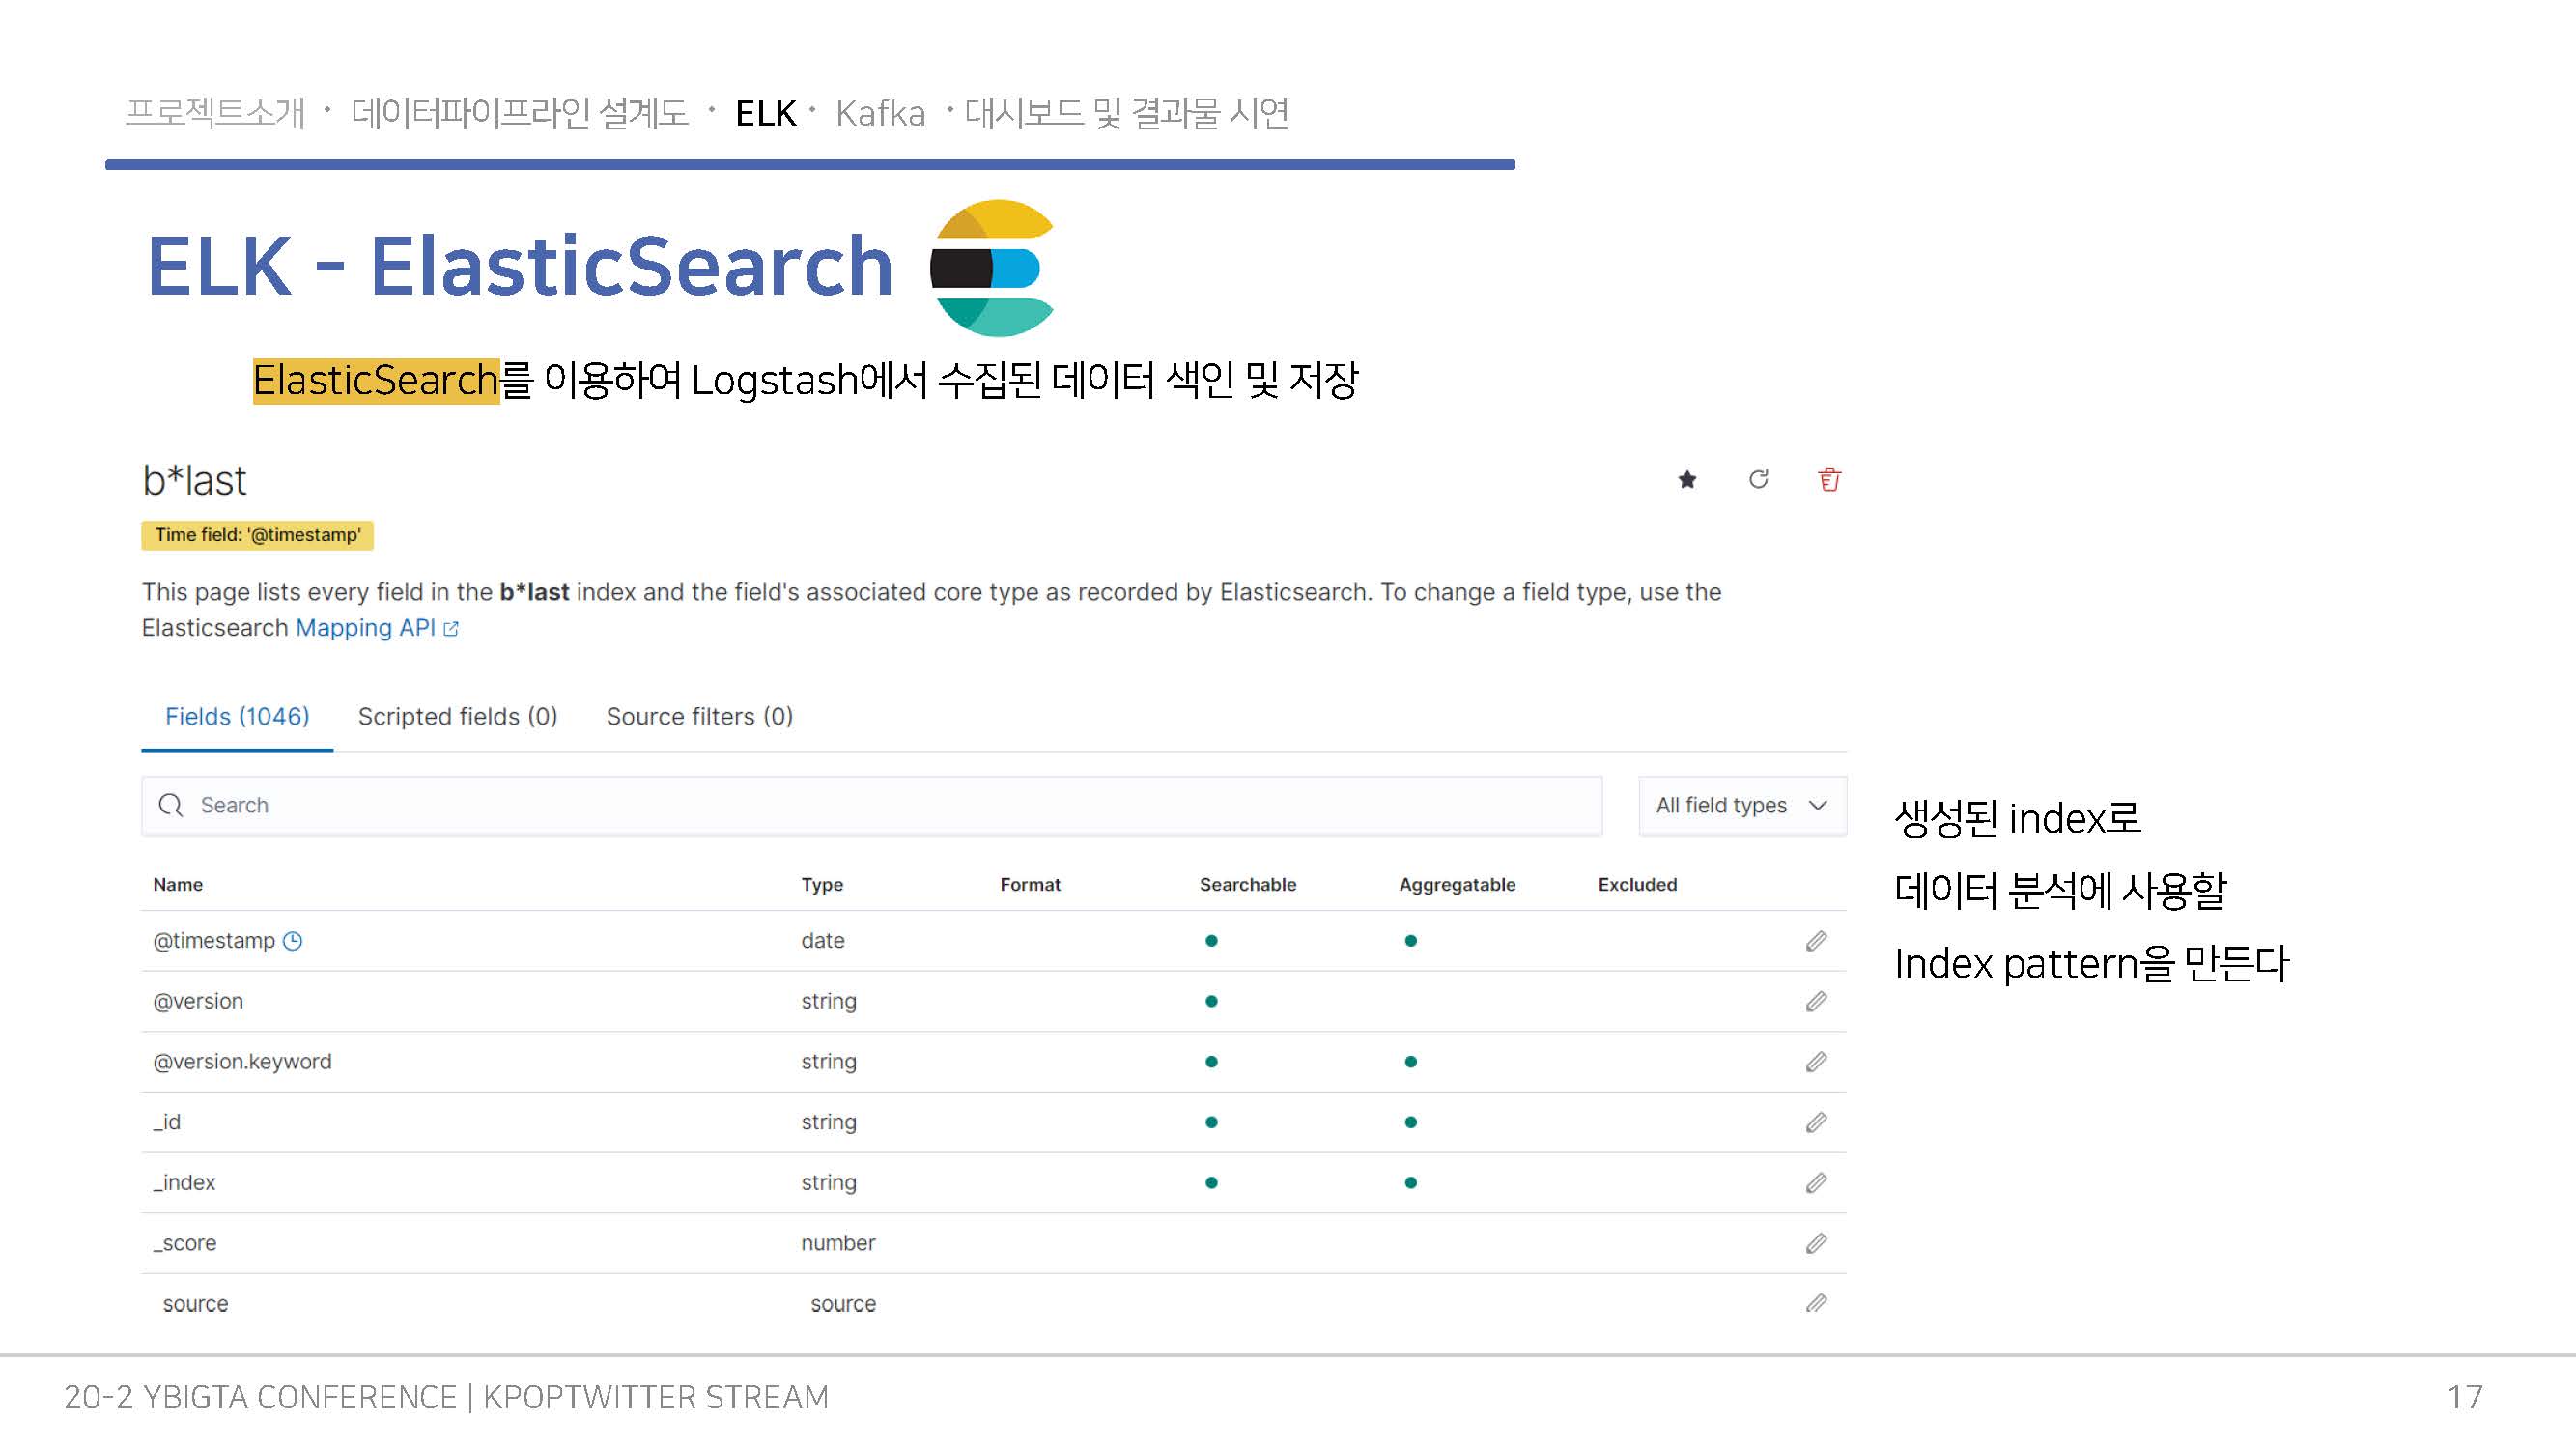 프로젝트소개 · 데이터파이프라인 설계도 · ELK · Kafka · 대시보드 및 결과물 시연
ELK - ElasticSearch
ElasticSearch를 이용하여 Logstash에서 수집된 데이터 색인 및 저장
b*last
Time field: '@timestamp'
This page lists every field in the b*last index and the field's associated core type as recorded by Elasticsearch. To change a field type, use the
Elasticsearch Mapping API
Fields (1046) Scripted fields (0) Source filters (0)
Search All field types
Name Type Format Searchable Aggregatable Excluded
@timestamp date
@version string
@version.keyword string
_id string
_index string
_score number
source source
생성된 index로
데이터 분석에 사용할
Index pattern을 만든다
20-2 YBIGTA CONFERENCE | KPOPTWITTER STREAM 17